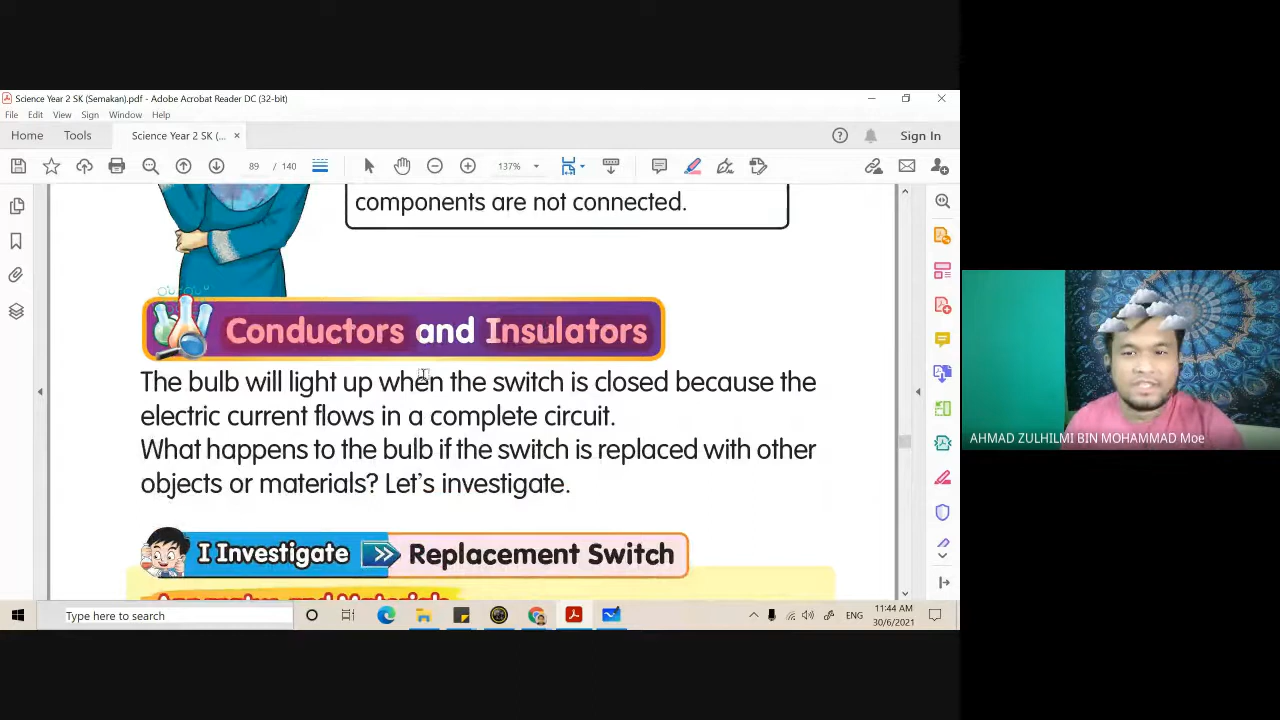 Science Year 2 SK (Semakan).pdf - Adobe Acrobat Reader DC (32-bit)
File Edit View Sign Window Help
Home Tools Science Year 2 SK (... × Sign In
89 / 140 137%
components are not connected.
Conductors and Insulators
The bulb will light up when the switch is closed because the
electric current flows in a complete circuit.
What happens to the bulb if the switch is replaced with other
objects or materials? Let's investigate.
I Investigate Replacement Switch
Apparatus and Materials
AHMAD ZULHILMI BIN MOHAMMAD Moe
Type here to search
ENG
11:44 AM
30/6/2021